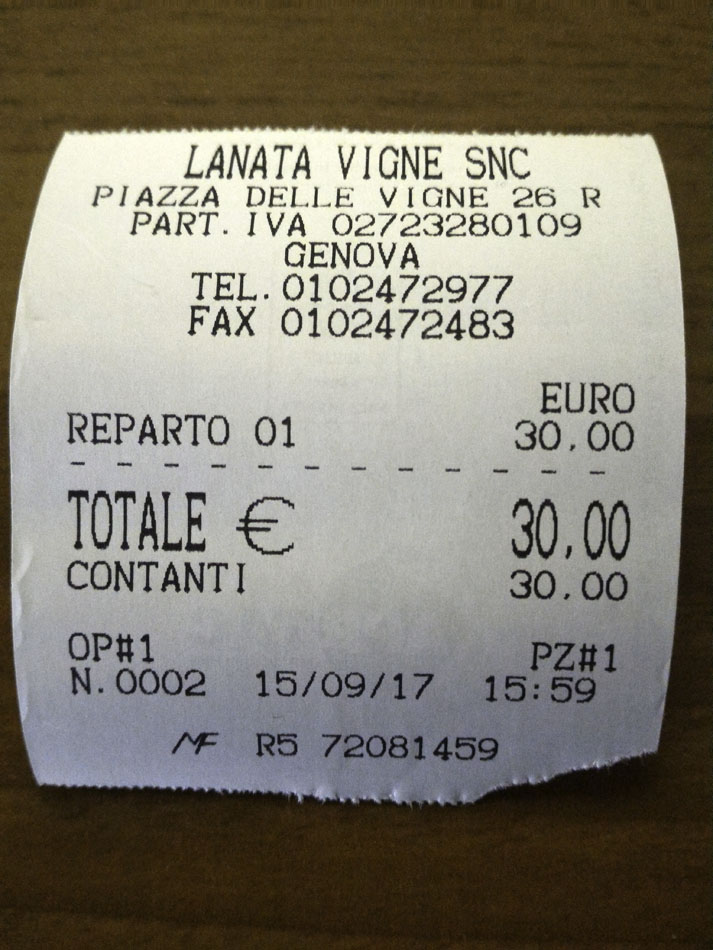 LANATA VIGNE SNC
PIAZZA DELLE VIGNE 26 R
PART. IVA 02723280109
GENOVA
TEL. 0102472977
FAX 0102472483
EURO
REPARTO 01 30,00
TOTALE € 30,00
CONTANTI 30,00
OP#1 PZ#1
N.0002 15/09/17 15:59
MF R5 72081459